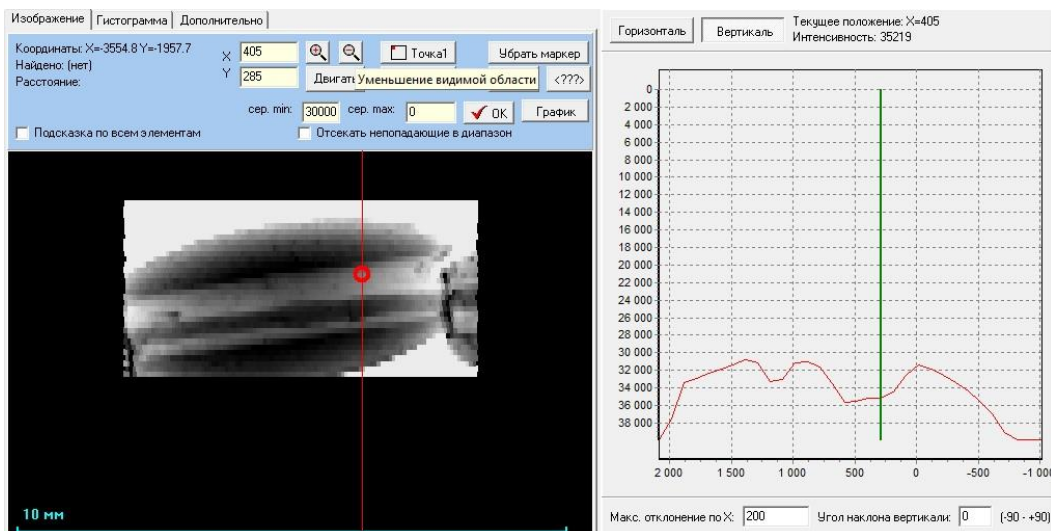 Изображение Гистограмма Дополнительно
Координаты: X=-3554.8 Y=-1957.7
Найдено: (нет)
Расстояние:
X 405
Y 285
Точка1 Убрать маркер
Двигать Уменьшение видимой области <???>
сер. min: 30000 сер. max: 0 OK График
Подсказка по всем элементам Отсекать непопадающие в диапазон
10 мм
Горизонталь Вертикаль
Текущее положение: X=405
Интенсивность: 35219
0
2 000
4 000
6 000
8 000
10 000
12 000
14 000
16 000
18 000
20 000
22 000
24 000
26 000
28 000
30 000
32 000
34 000
36 000
38 000
2 000 1 500 1 000 500 0 -500 -1 000
Макс. отклонение по X: 200 Угол наклона вертикали: 0 (-90 - +90)